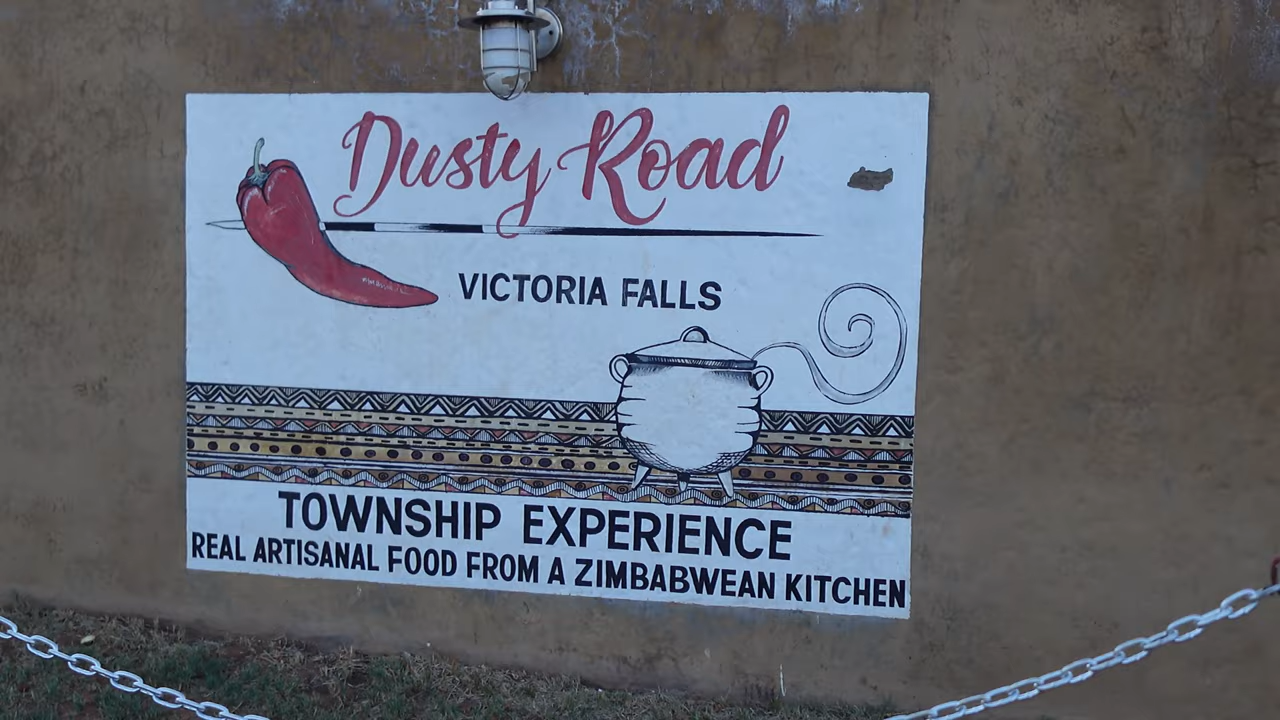 Dusty Road
VICTORIA FALLS
TOWNSHIP EXPERIENCE
REAL ARTISANAL FOOD FROM A ZIMBABWEAN KITCHEN